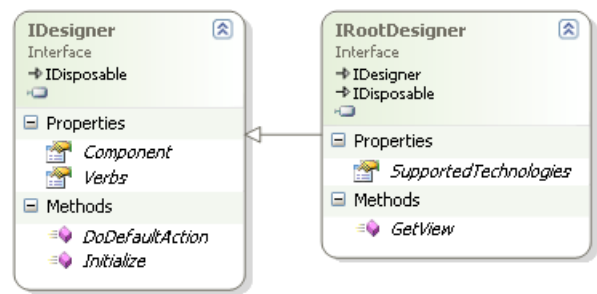 IDesigner
Interface
IDisposable
Properties
Component
Verbs
Methods
DoDefaultAction
Initialize
IRootDesigner
Interface
IDesigner
IDisposable
Properties
SupportedTechnologies
Methods
GetView